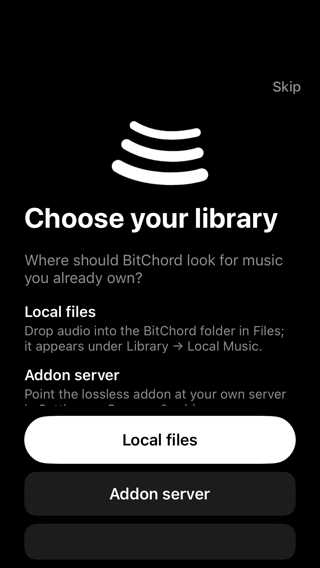 Skip
Choose your library
Where should BitChord look for music
you already own?
Local files
Drop audio into the BitChord folder in Files;
it appears under Library → Local Music.
Addon server
Point the lossless addon at your own server
Local files
Addon server